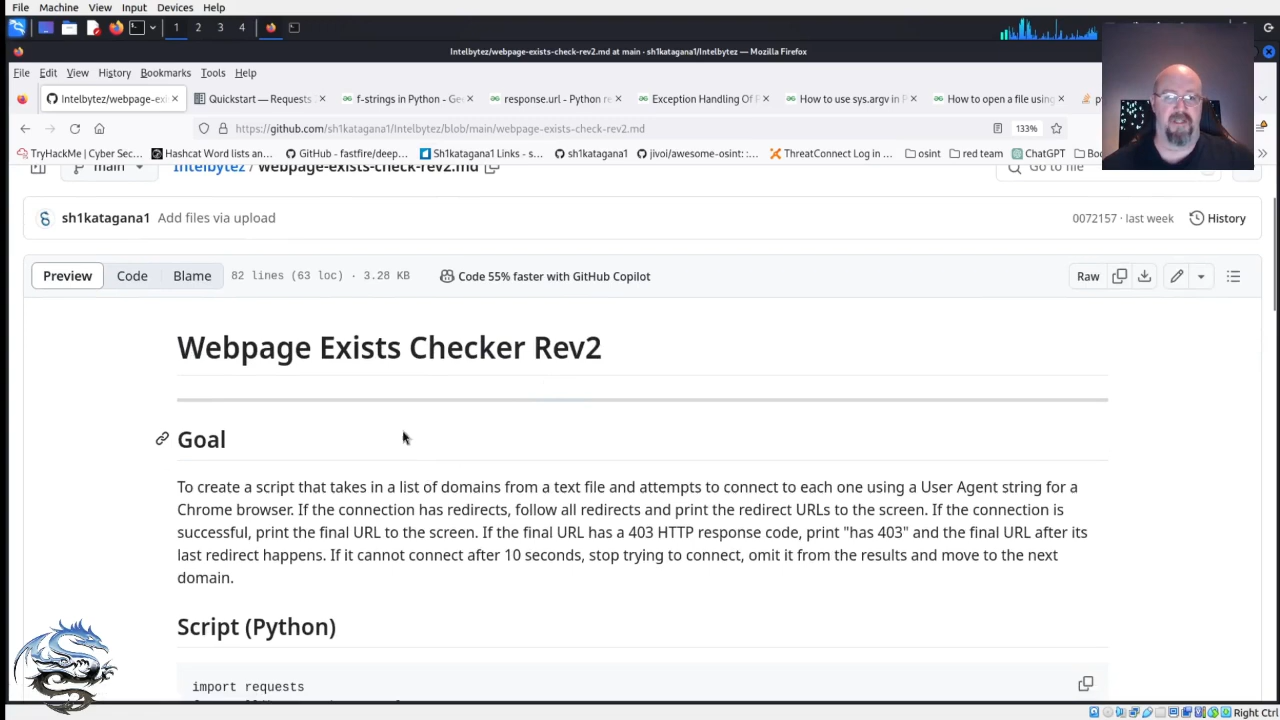 File Machine View Input Devices Help
1 2 3 4
Intelbytez/webpage-exists-check-rev2.md at main · sh1katagana1/Intelbytez — Mozilla Firefox
File Edit View History Bookmarks Tools Help
Intelbytez/webpage-exi Quickstart — Requests f-strings in Python - Ge response.url - Python re Exception Handling Of P How to use sys.argv in P How to open a file using
https://github.com/sh1katagana1/Intelbytez/blob/main/webpage-exists-check-rev2.md 133%
TryHackMe | Cyber Sec... Hashcat Word lists an... GitHub - fastfire/deep... Sh1katagana1 Links - s... sh1katagana1 jivoi/awesome-osint: :... ThreatConnect Log in ... osint red team ChatGPT
main Intelbytez / webpage-exists-check-rev2.md Go to file
sh1katagana1 Add files via upload 0072157 · last week History
Preview Code Blame 82 lines (63 loc) · 3.28 KB Code 55% faster with GitHub Copilot Raw
Webpage Exists Checker Rev2
Goal
To create a script that takes in a list of domains from a text file and attempts to connect to each one using a User Agent string for a
Chrome browser. If the connection has redirects, follow all redirects and print the redirect URLs to the screen. If the connection is
successful, print the final URL to the screen. If the final URL has a 403 HTTP response code, print "has 403" and the final URL after its
last redirect happens. If it cannot connect after 10 seconds, stop trying to connect, omit it from the results and move to the next
domain.
Script (Python)
import requests
Right Ctrl